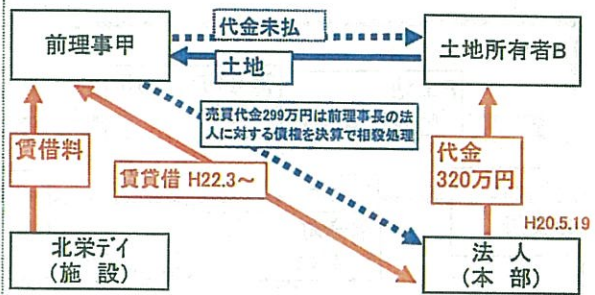 代金未払
前理事甲
土地所有者B
土地
売買代金299万円は前理事長の法
人に対する債権を決算で相殺処理
賃借料
賃貸借 H22.3～
代金
320万円
H20.5.19
北栄デイ
(施 設)
法 人
(本 部)